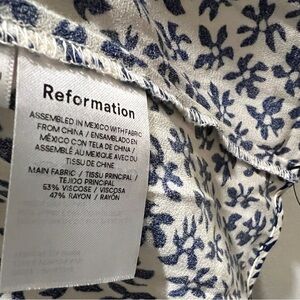 Reformation
ASSEMBLED IN MEXICO WITH FABRIC
FROM CHINA / ENSAMBLADO EN
MÉXICO CON TELA DE CHINA /
ASSEMBLÉ AU MEXIQUE AVEC DU
TISSU DE CHINE
MAIN FABRIC / TISSU PRINCIPAL /
TEJIDO PRINCIPAL
53% VISCOSE / VISCOSA
47% RAYON / RAYÓN